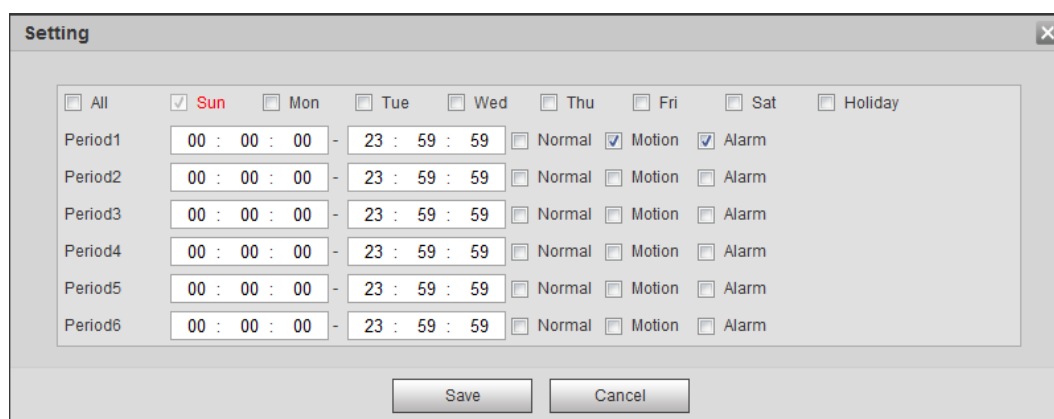 Setting
All Sun Mon Tue Wed Thu Fri Sat Holiday
Period1 00 : 00 : 00 - 23 : 59 : 59 Normal Motion Alarm
Period2 00 : 00 : 00 - 23 : 59 : 59 Normal Motion Alarm
Period3 00 : 00 : 00 - 23 : 59 : 59 Normal Motion Alarm
Period4 00 : 00 : 00 - 23 : 59 : 59 Normal Motion Alarm
Period5 00 : 00 : 00 - 23 : 59 : 59 Normal Motion Alarm
Period6 00 : 00 : 00 - 23 : 59 : 59 Normal Motion Alarm
Save Cancel